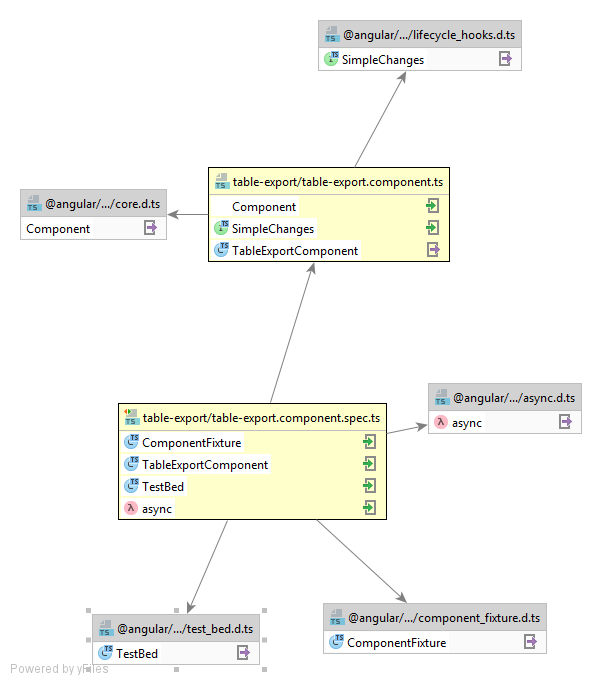 @angular/.../lifecycle_hooks.d.ts
SimpleChanges
table-export/table-export.component.ts
Component
SimpleChanges
TableExportComponent
@angular/.../core.d.ts
Component
@angular/.../async.d.ts
async
table-export/table-export.component.spec.ts
ComponentFixture
TableExportComponent
TestBed
async
@angular/.../test_bed.d.ts
TestBed
@angular/.../component_fixture.d.ts
ComponentFixture
Powered by yFiles